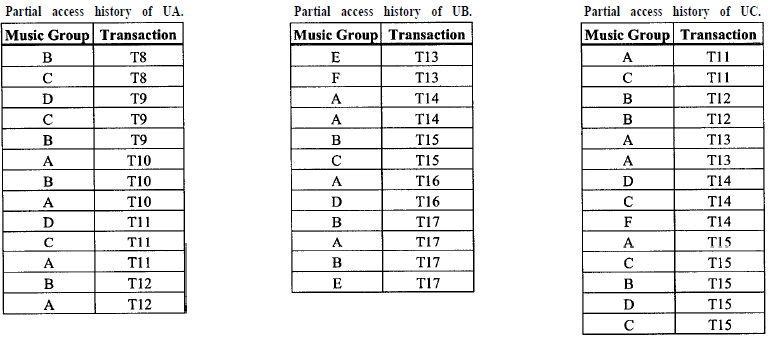 Partial access history of UA.
Music Group Transaction
B T8
C T8
D T9
C T9
B T9
A T10
B T10
A T10
D T11
C T11
A T11
B T12
A T12
Partial access history of UB.
Music Group Transaction
E T13
F T13
A T14
A T14
B T15
C T15
A T16
D T16
B T17
A T17
B T17
E T17
Partial access history of UC.
Music Group Transaction
A T11
C T11
B T12
B T12
A T13
A T13
D T14
C T14
F T14
A T15
C T15
B T15
D T15
C T15